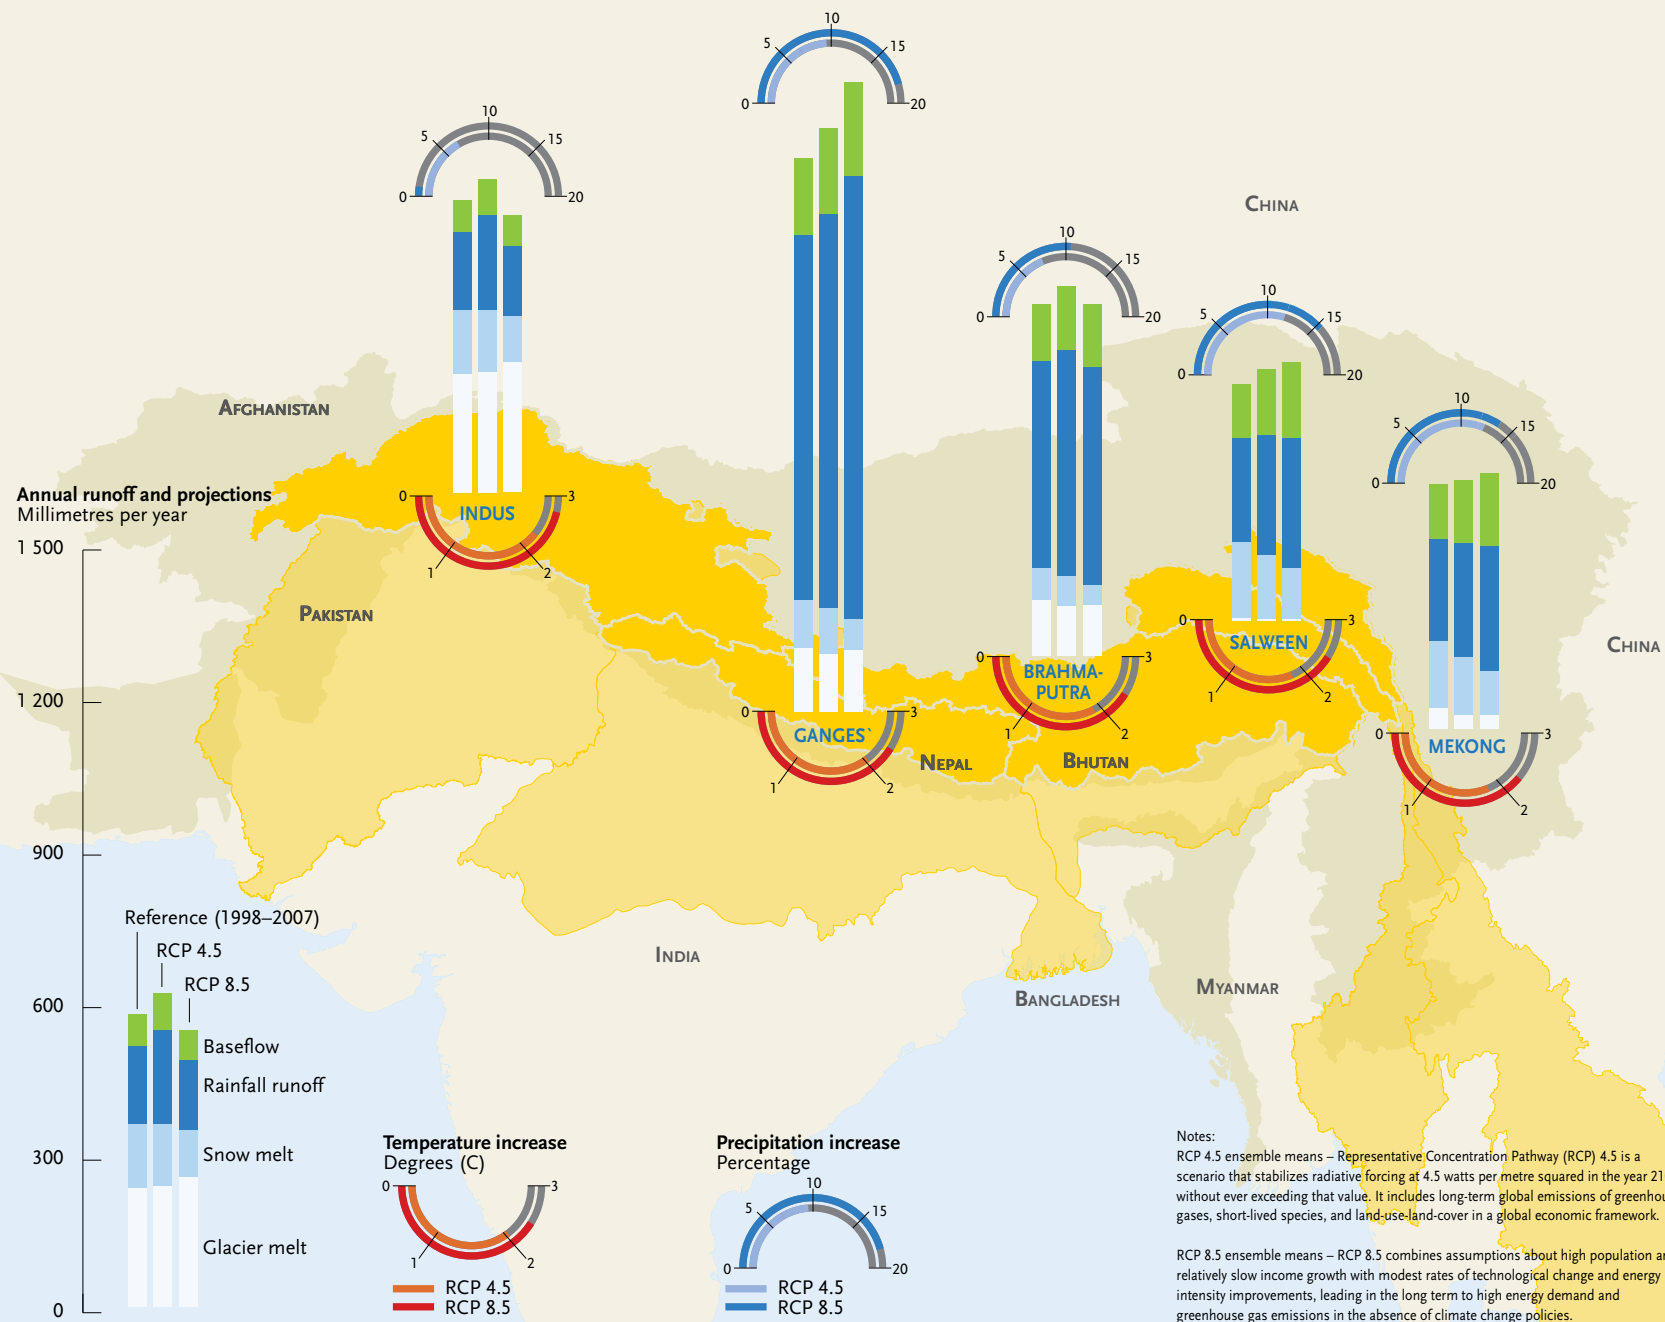 10
5
15
0
20
10
5
15
0
20
CHINA
10
5
15
0
20
10
5
15
0
20
AFGHANISTAN
10
5
15
0
20
Annual runoff and projections
Millimetres per year
0
3
INDUS
1
2
1 500
PAKISTAN
0
3
SALWEEN
1
2
CHINA
0
3
BRAHMA-
PUTRA
1
2
1 200
0
3
GANGES`
1
2
NEPAL
BHUTAN
0
3
MEKONG
1
2
900
Reference (1998–2007)
RCP 4.5
RCP 8.5
INDIA
BANGLADESH
MYANMAR
600
Baseflow
Rainfall runoff
300
Snow melt
Glacier melt
0
Temperature increase
Degrees (C)
0
3
1
2
RCP 4.5
RCP 8.5
Precipitation increase
Percentage
10
5
15
0
20
RCP 4.5
RCP 8.5
Notes:
RCP 4.5 ensemble means – Representative Concentration Pathway (RCP) 4.5 is a
scenario that stabilizes radiative forcing at 4.5 watts per metre squared in the year 21
without ever exceeding that value. It includes long-term global emissions of greenhou
gases, short-lived species, and land-use-land-cover in a global economic framework.
RCP 8.5 ensemble means – RCP 8.5 combines assumptions about high population an
relatively slow income growth with modest rates of technological change and energy
intensity improvements, leading in the long term to high energy demand and
greenhouse gas emissions in the absence of climate change policies.